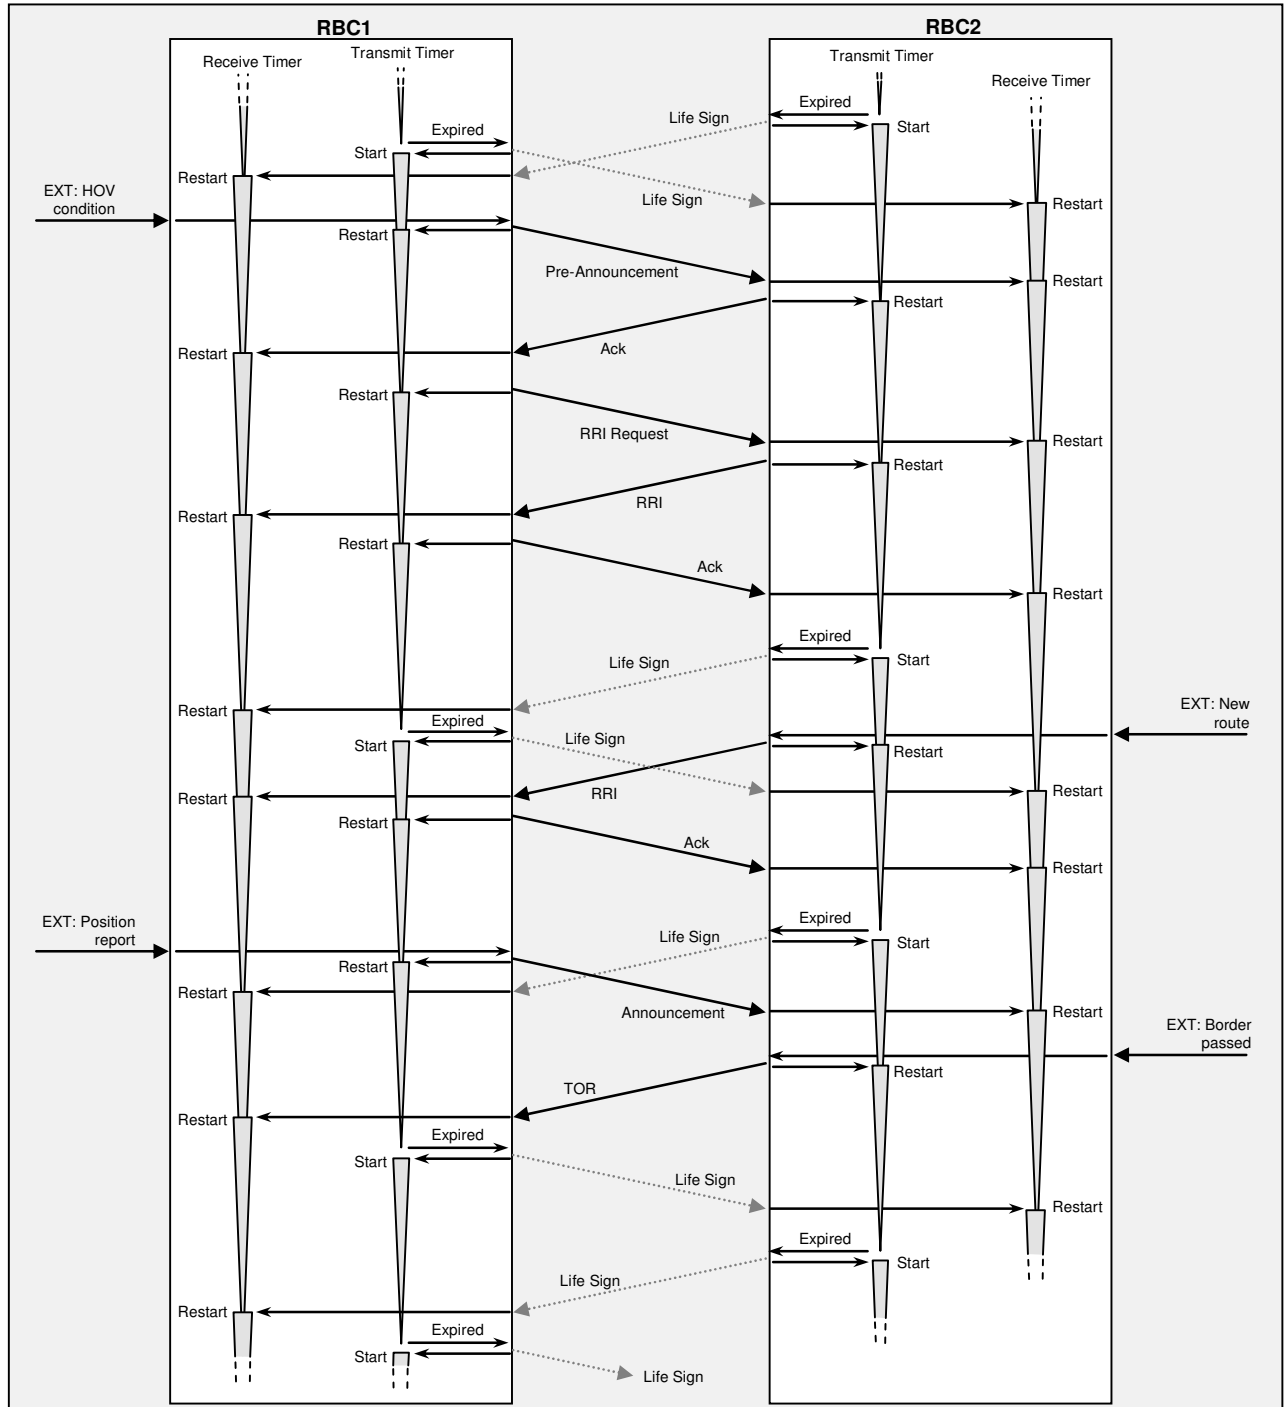 RBC1
RBC2
Transmit Timer
Transmit Timer
Receive Timer
Receive Timer
Expired
Life Sign
Start
Expired
Start
Restart
EXT: HOV
condition
Life Sign
Restart
Restart
Pre-Announcement
Restart
Restart
Ack
Restart
Restart
RRI Request
Restart
Restart
RRI
Restart
Restart
Ack
Restart
Expired
Life Sign
Start
Restart
EXT: New
route
Expired
Life Sign
Start
Restart
Restart
RRI
Restart
Restart
Ack
Restart
EXT: Position
report
Expired
Life Sign
Start
Restart
Restart
Announcement
Restart
EXT: Border
passed
Restart
TOR
Restart
Expired
Start
Life Sign
Restart
Expired
Start
Life Sign
Restart
Expired
Start
Life Sign